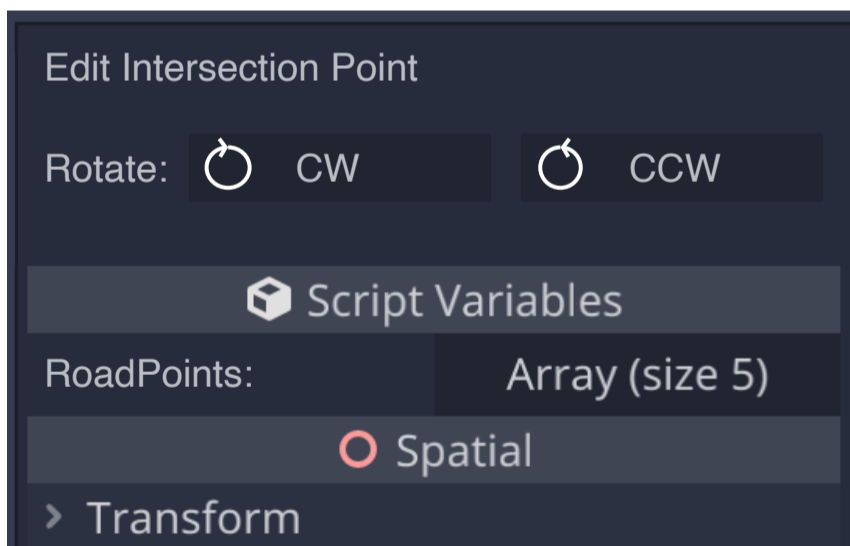 Edit Intersection Point
Rotate: CW CCW
Script Variables
RoadPoints: Array (size 5)
Spatial
Transform